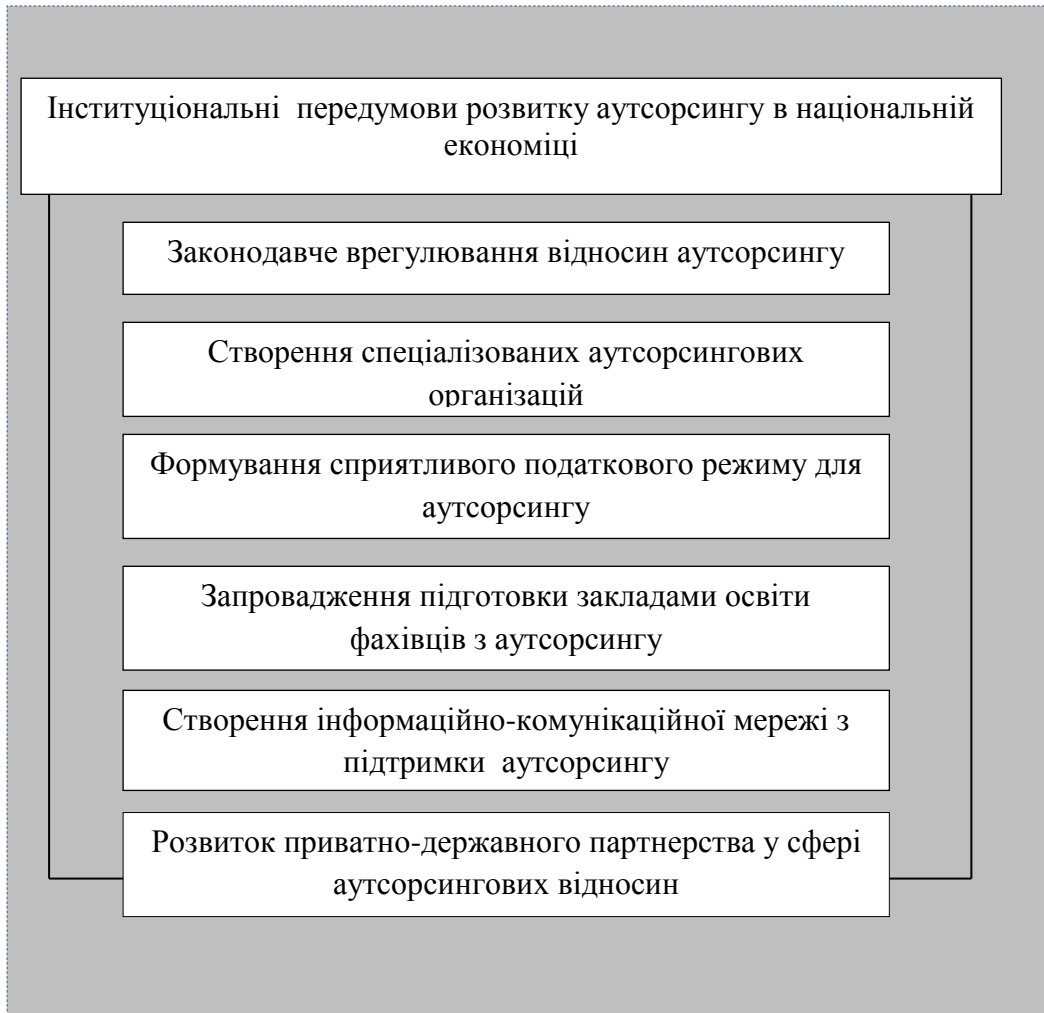 Інституціональні передумови розвитку аутсорсингу в національній
економіці
Законодавче врегулювання відносин аутсорсингу
Створення спеціалізованих аутсорсингових
організацій
Формування сприятливого податкового режиму для
аутсорсингу
Запровадження підготовки закладами освіти
фахівців з аутсорсингу
Створення інформаційно-комунікаційної мережі з
підтримки аутсорсингу
Розвиток приватно-державного партнерства у сфері
аутсорсингових відносин